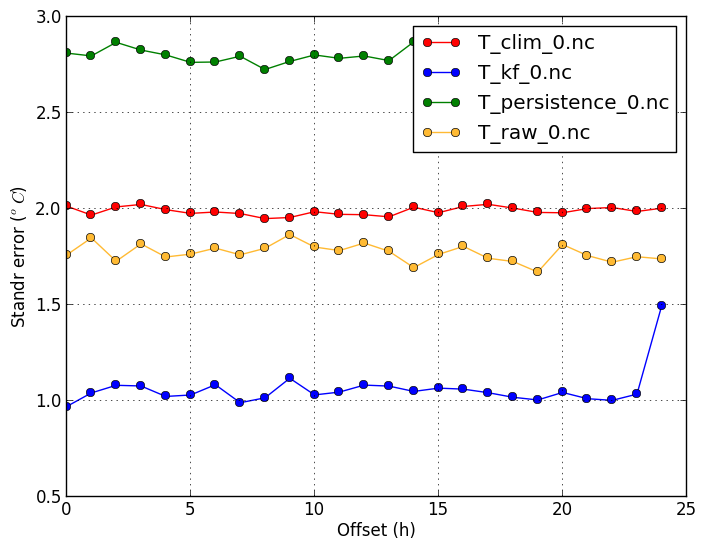 3.0
2.5
2.0
1.5
1.0
0.5
Standr error (° C)
T_clim_0.nc
T_kf_0.nc
T_persistence_0.nc
T_raw_0.nc
0 5 10 15 20 25
Offset (h)